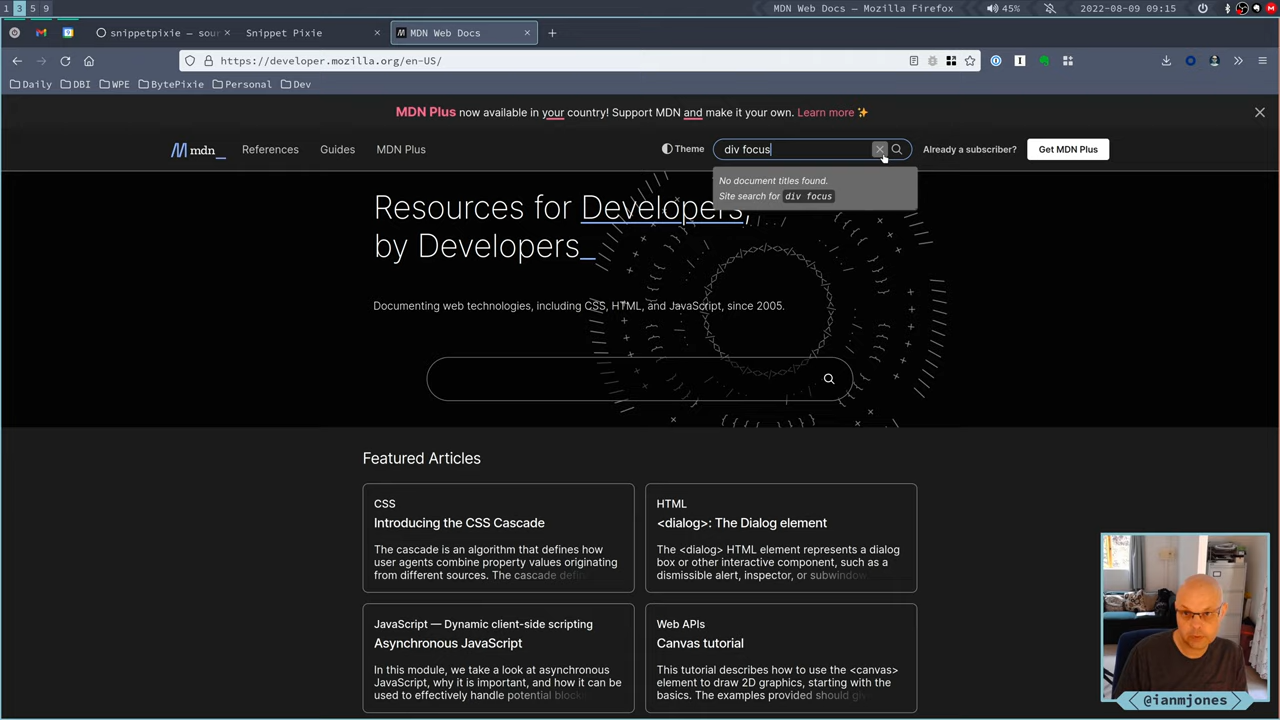 1 3 5 9
MDN Web Docs — Mozilla Firefox
45%
2022-08-09 09:15
snippetpixie — sour
Snippet Pixie
MDN Web Docs
https://developer.mozilla.org/en-US/
Daily
DBI
WPE
BytePixie
Personal
Dev
MDN Plus now available in your country! Support MDN and make it your own. Learn more ✨
mdn_
References
Guides
MDN Plus
Theme
div focus
Already a subscriber?
Get MDN Plus
No document titles found.
Site search for div focus
Resources for Developers,
by Developers_
Documenting web technologies, including CSS, HTML, and JavaScript, since 2005.
Featured Articles
CSS
Introducing the CSS Cascade
The cascade is an algorithm that defines how
user agents combine property values originating
from different sources. The cascade define
HTML
<dialog>: The Dialog element
The <dialog> HTML element represents a dialog
box or other interactive component, such as a
dismissible alert, inspector, or subwindow
JavaScript — Dynamic client-side scripting
Asynchronous JavaScript
In this module, we take a look at asynchronous
JavaScript, why it is important, and how it can be
used to effectively handle potential block
Web APIs
Canvas tutorial
This tutorial describes how to use the <canvas>
element to draw 2D graphics, starting with the
basics. The examples provided should giv
@ianmjones